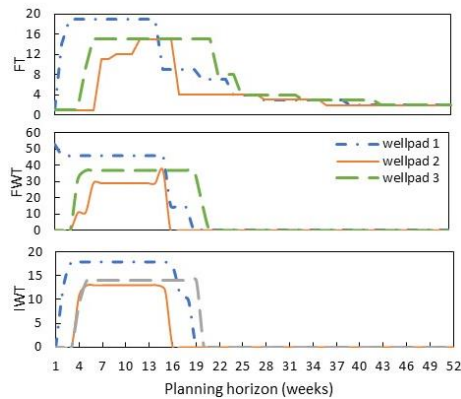 20
16
12
8
4
0
FT
60
50
40
30
20
10
0
FWT
wellpad 1
wellpad 2
wellpad 3
20
15
10
5
0
IWT
1 4 7 10 13 16 19 22 25 28 31 34 37 40 43 46 49 52
Planning horizon (weeks)